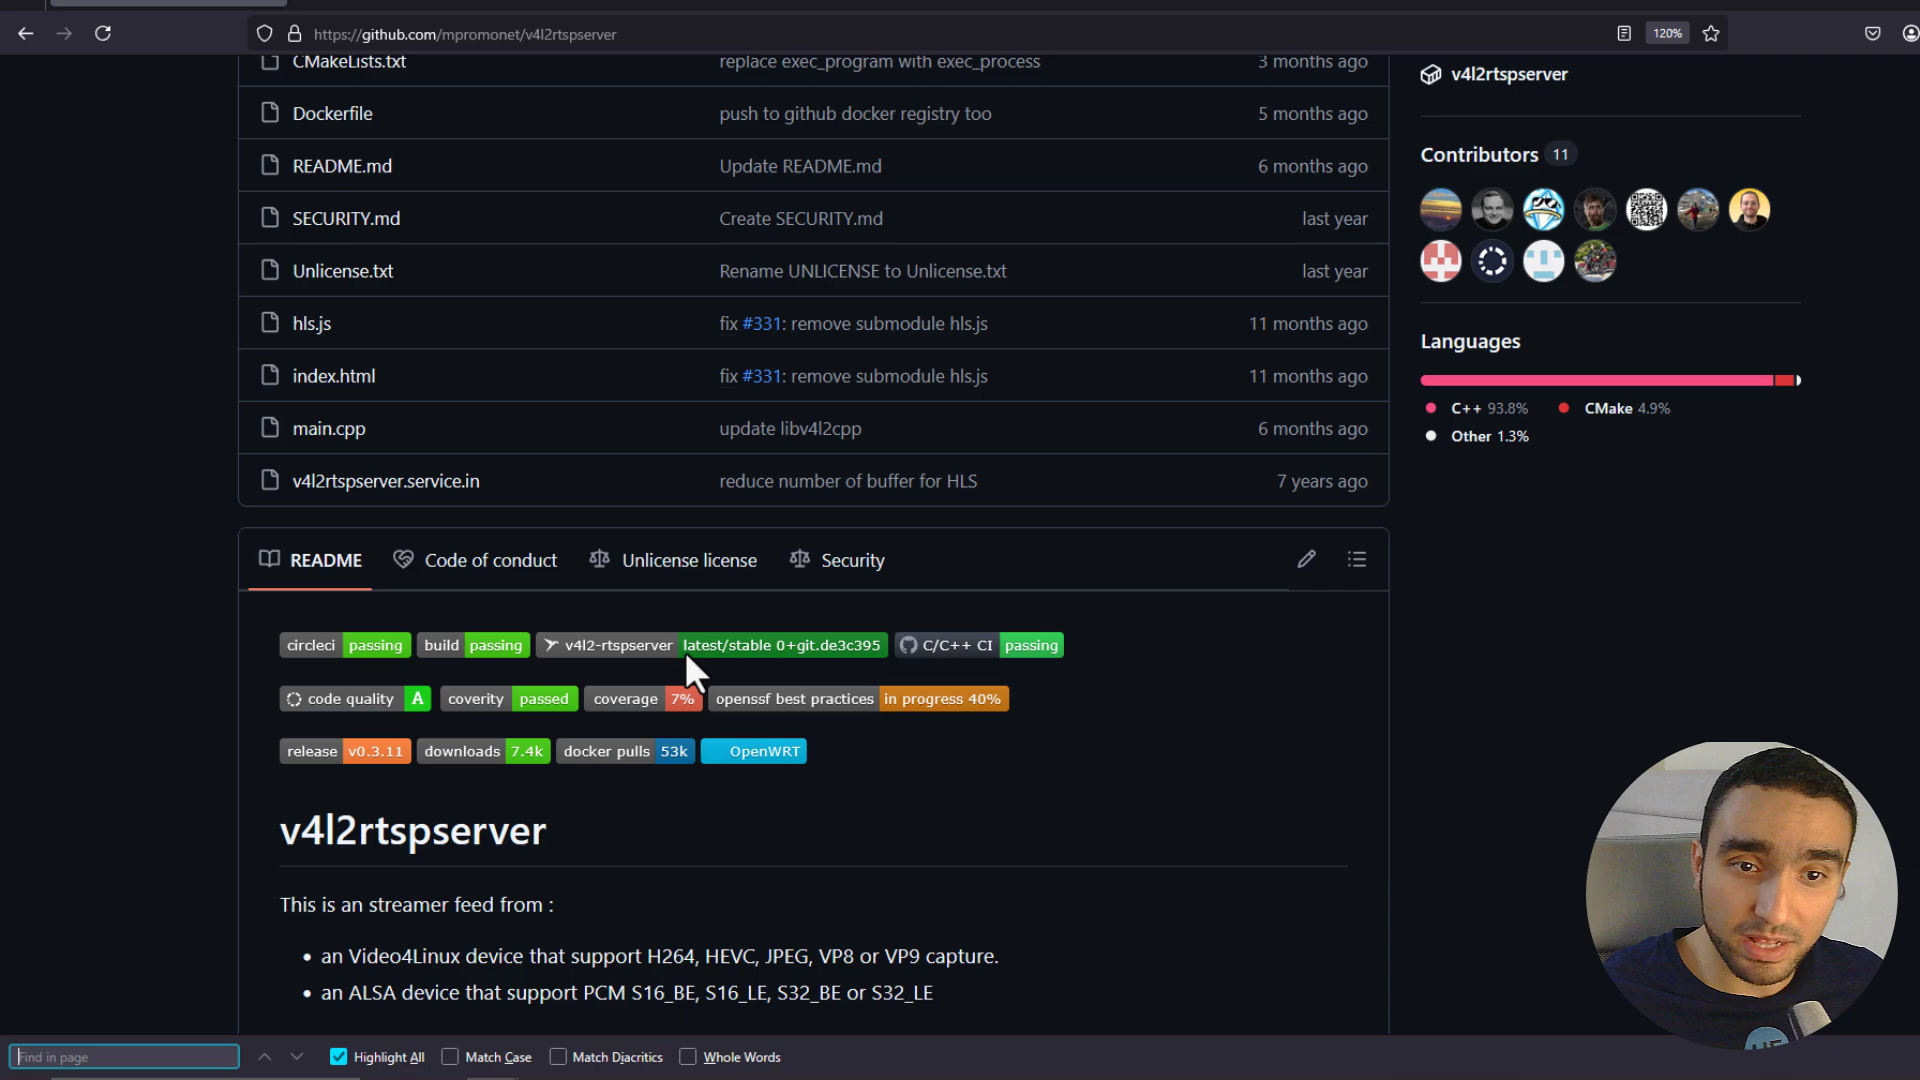 https://github.com/mpromonet/v4l2rtspserver
120%
CMakeLists.txt replace exec_program with exec_process 3 months ago
Dockerfile push to github docker registry too 5 months ago
README.md Update README.md 6 months ago
SECURITY.md Create SECURITY.md last year
Unlicense.txt Rename UNLICENSE to Unlicense.txt last year
hls.js fix #331: remove submodule hls.js 11 months ago
index.html fix #331: remove submodule hls.js 11 months ago
main.cpp update libv4l2cpp 6 months ago
v4l2rtspserver.service.in reduce number of buffer for HLS 7 years ago
v4l2rtspserver
Contributors 11
Languages
C++ 93.8% CMake 4.9%
Other 1.3%
README Code of conduct Unlicense license Security
circleci passing build passing v4l2-rtspserver latest/stable 0+git.de3c395 C/C++ CI passing
code quality A coverity passed coverage 7% openssf best practices in progress 40%
release v0.3.11 downloads 7.4k docker pulls 53k OpenWRT
v4l2rtspserver
This is an streamer feed from :
• an Video4Linux device that support H264, HEVC, JPEG, VP8 or VP9 capture.
• an ALSA device that support PCM S16_BE, S16_LE, S32_BE or S32_LE
Find in page Highlight All Match Case Match Diacritics Whole Words